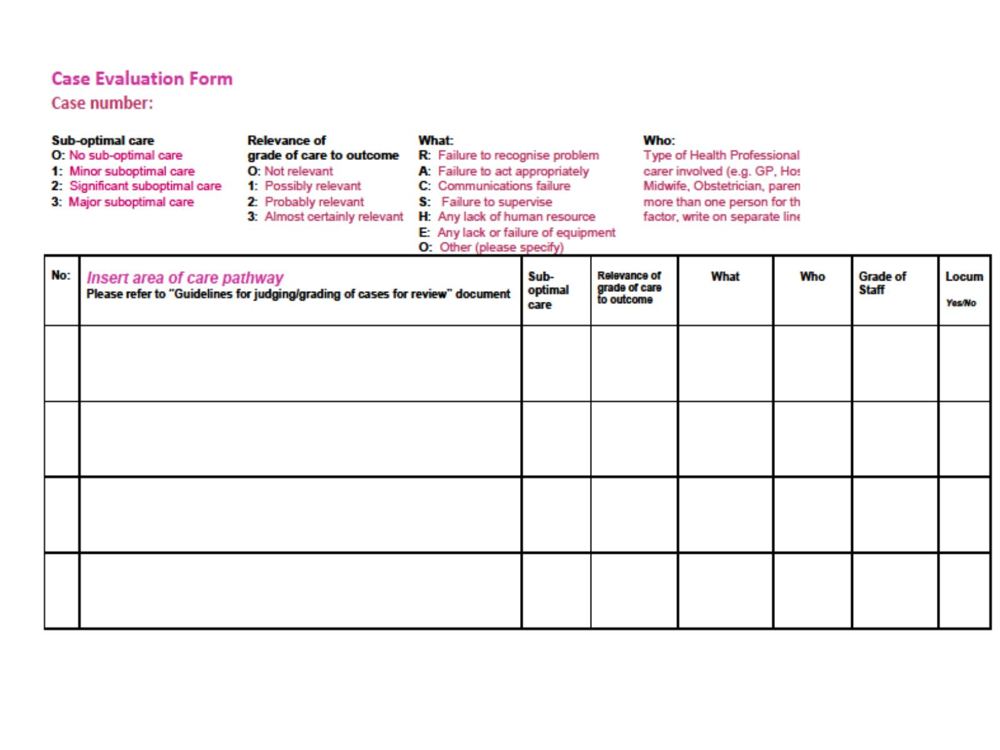 Case Evaluation Form
Case number:
Sub-optimal care
O: No sub-optimal care
1: Minor suboptimal care
2: Significant suboptimal care
3: Major suboptimal care
Relevance of
grade of care to outcome
O: Not relevant
1: Possibly relevant
2: Probably relevant
3: Almost certainly relevant
What:
R: Failure to recognise problem
A: Failure to act appropriately
C: Communications failure
S: Failure to supervise
H: Any lack of human resource
E: Any lack or failure of equipment
O: Other (please specify)
Who:
Type of Health Professional
carer involved (e.g. GP,
Midwife, Obstetrician,
more than one person for
factor, write on separate
No:
Insert area of care pathway
Please refer to "Guidelines for judging/grading of cases for review" document
Sub-
optimal
care
Relevance of
grade of care
to outcome
What
Who
Grade of
Staff
Locum
Yes/No